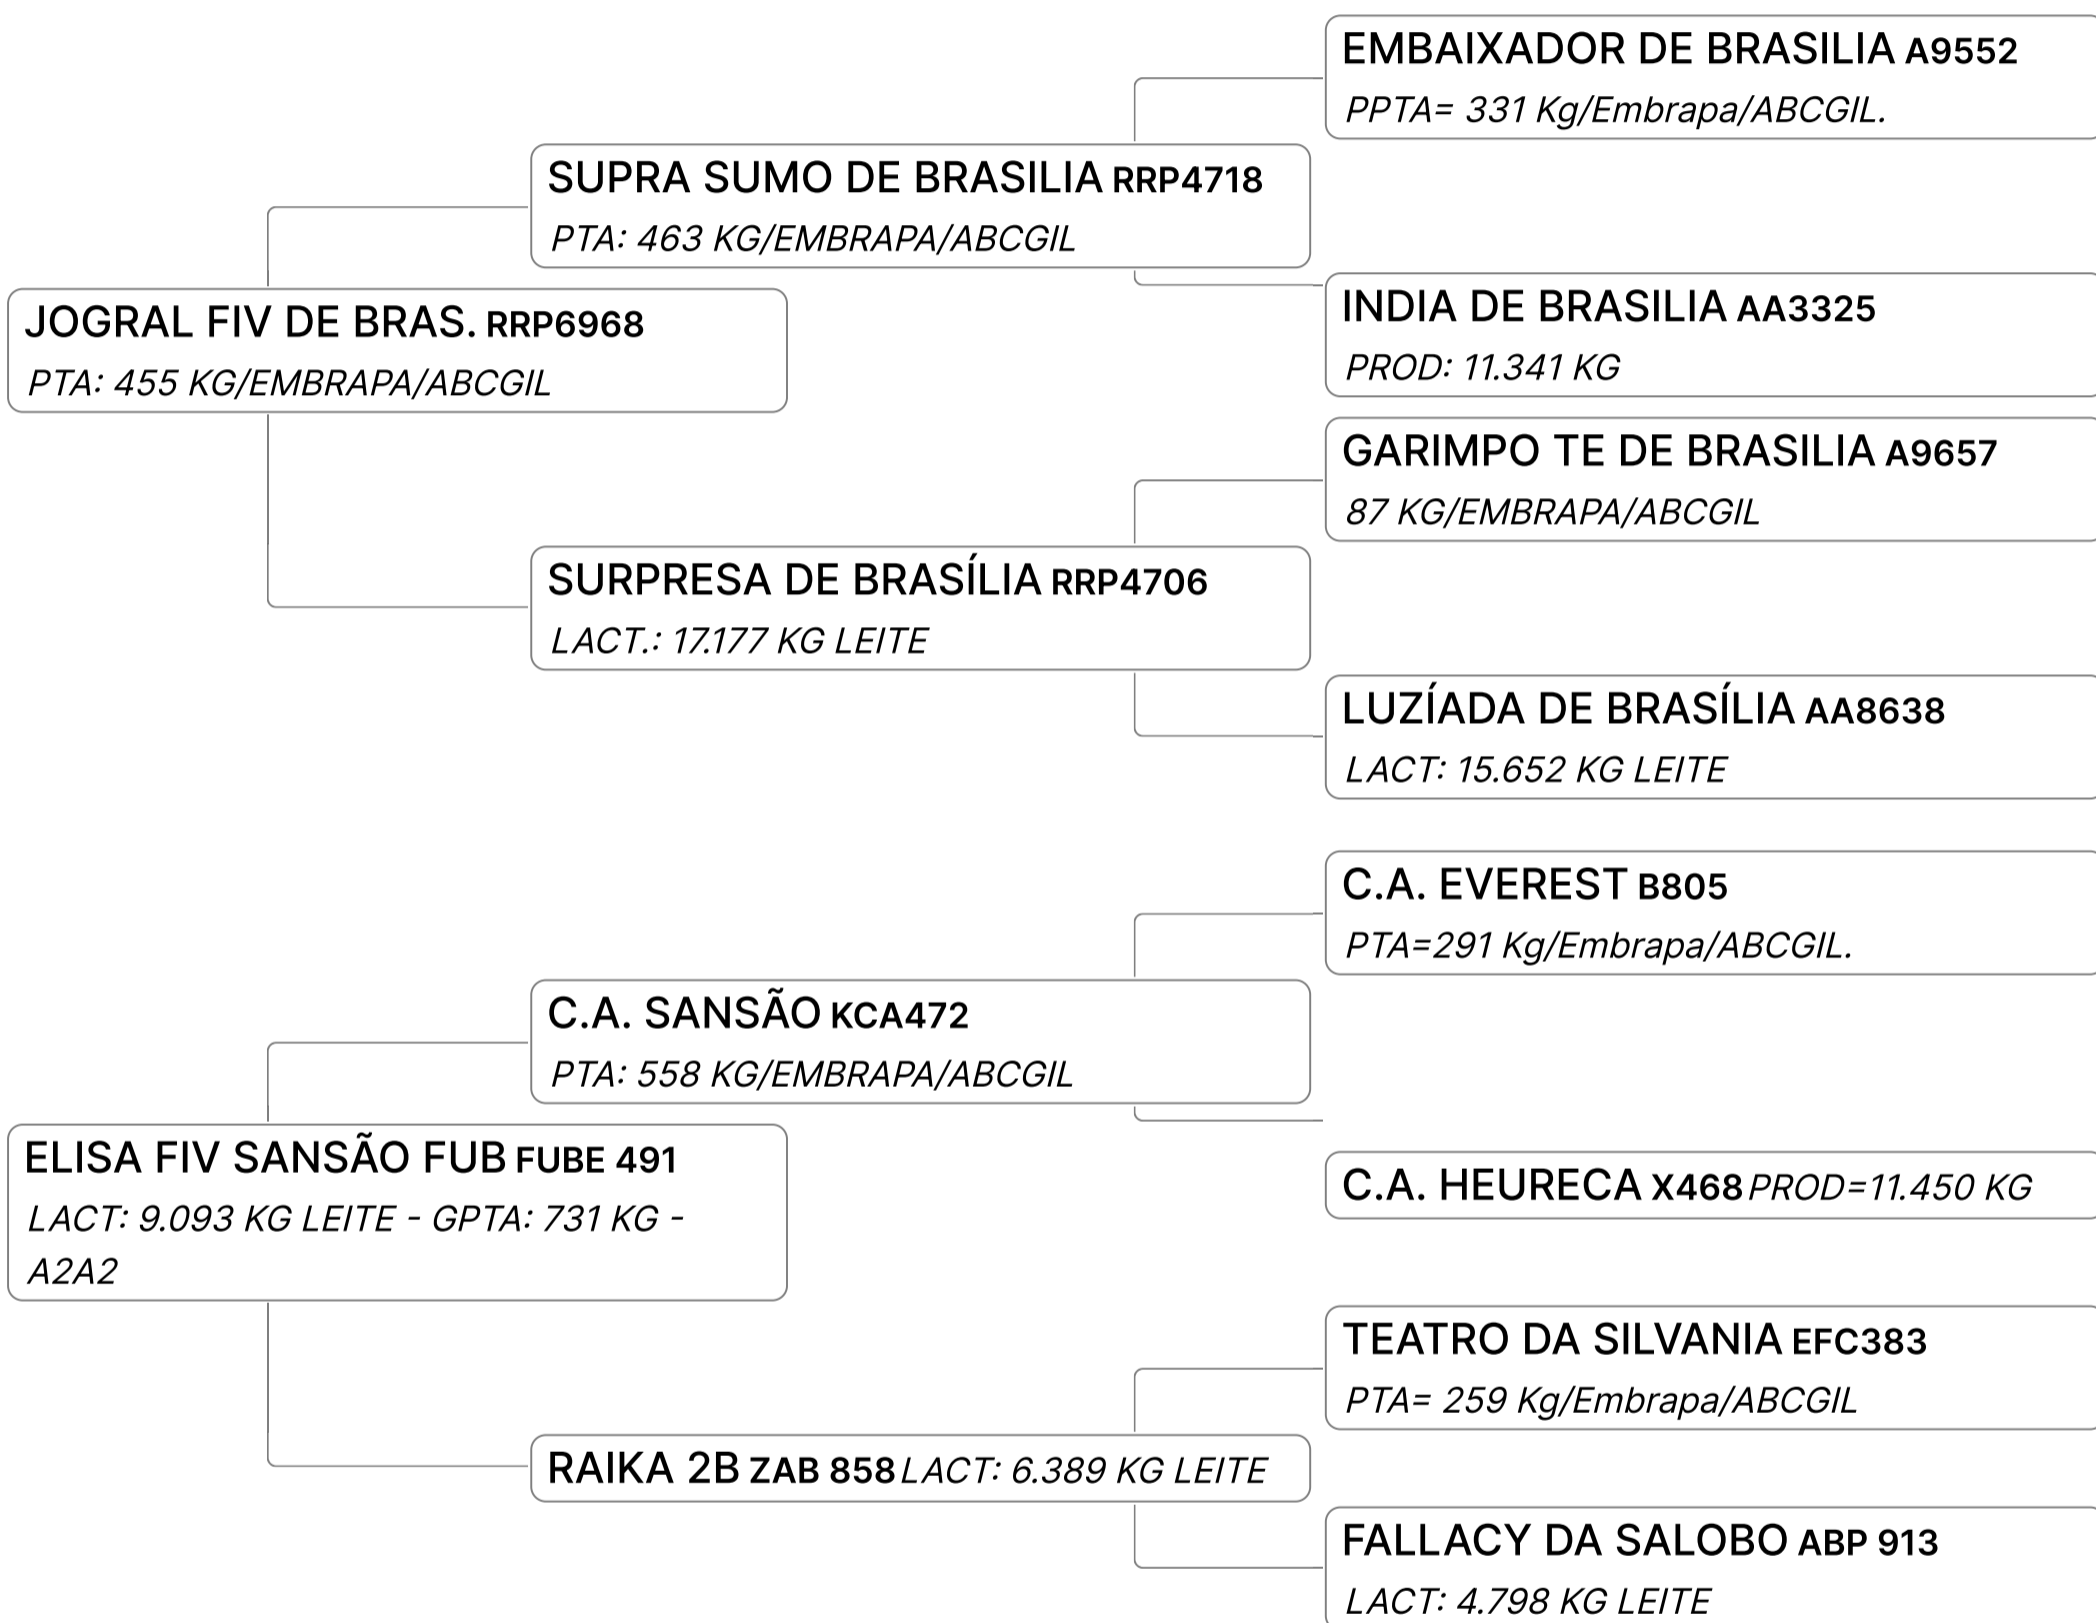 EMBAIXADOR DE BRASILIA A9552
PPTA= 331 Kg/Embrapa/ABCGIL.
SUPRA SUMO DE BRASILIA RRP4718
PTA: 463 KG/EMBRAPA/ABCGIL
INDIA DE BRASILIA AA3325
PROD: 11.341 KG
JOGRAL FIV DE BRAS. RRP6968
PTA: 455 KG/EMBRAPA/ABCGIL
GARIMPO TE DE BRASILIA A9657
87 KG/EMBRAPA/ABCGIL
SURPRESA DE BRASÍLIA RRP4706
LACT.: 17.177 KG LEITE
LUZÍADA DE BRASÍLIA AA8638
LACT: 15.652 KG LEITE
C.A. EVEREST B805
PTA=291 Kg/Embrapa/ABCGIL.
C.A. SANSÃO KCA472
PTA: 558 KG/EMBRAPA/ABCGIL
C.A. HEURECA X468 PROD=11.450 KG
ELISA FIV SANSÃO FUB FUBE 491
LACT: 9.093 KG LEITE - GPTA: 731 KG -
A2A2
TEATRO DA SILVANIA EFC383
PTA= 259 Kg/Embrapa/ABCGIL
RAIKA 2B ZAB 858 LACT: 6.389 KG LEITE
FALLACY DA SALOBO ABP 913
LACT: 4.798 KG LEITE